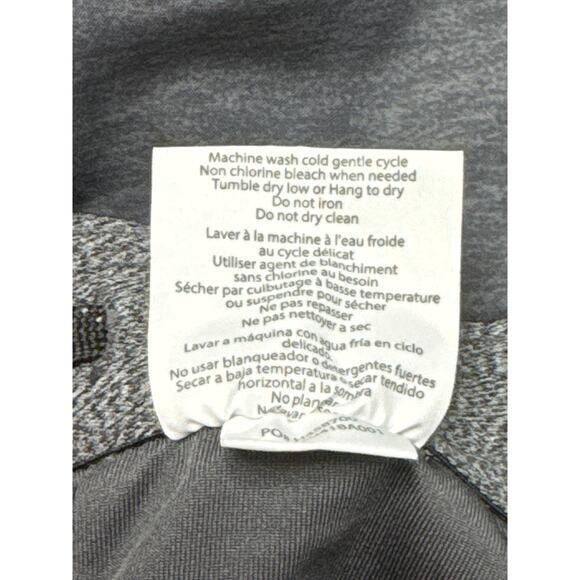 Machine wash cold gentle cycle
Non chlorine bleach when needed
Tumble dry low or Hang to dry
Do not iron
Do not dry clean
Laver à la machine à l'eau froide
au cycle délicat
Utiliser agent de blanchiment
sans chlorine au besoin
Sécher par culbutage à basse temperature
ou suspendre pour sécher
Ne pas repasser
Ne pas nettoyer a sec
Lavar a máquina con agua fría en ciclo
delicado
No usar blanqueador o detergentes fuertes
Secar a baja temperatura o secar tendido
horizontal a la sombra
No